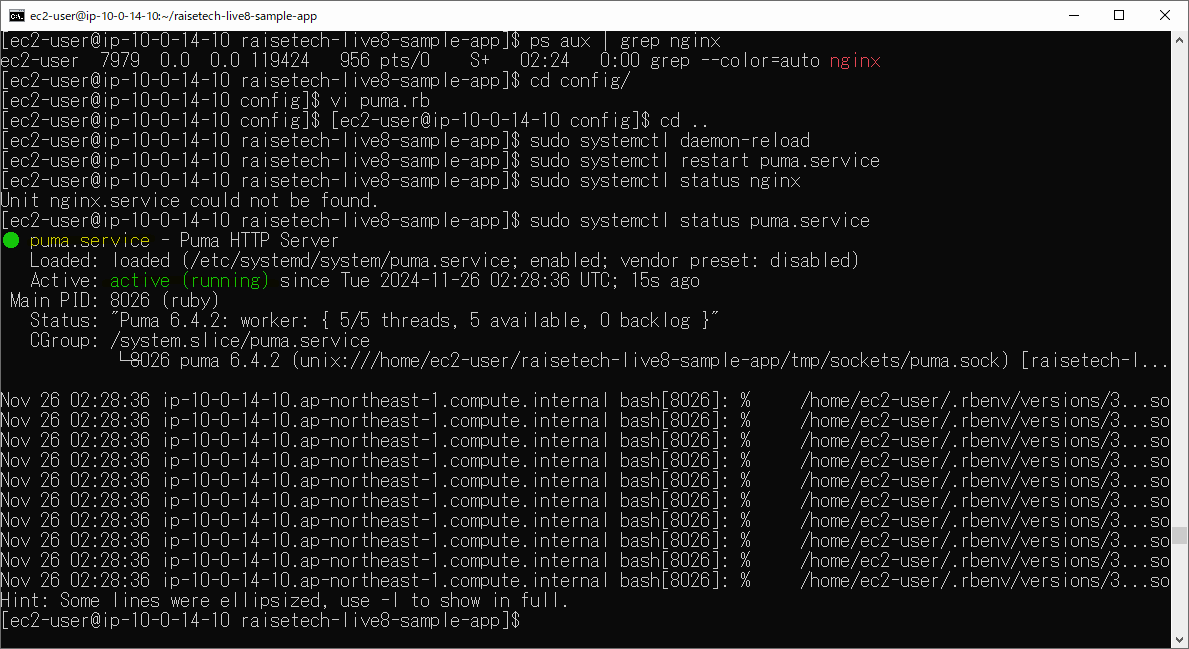 ec2-user@ip-10-0-14-10:~/raisetech-live8-sample-app
[ec2-user@ip-10-0-14-10 raisetech-live8-sample-app]$ ps aux | grep nginx
ec2-user  7979  0.0  0.0 119424   956 pts/0    S+   02:24   0:00 grep --color=auto nginx
[ec2-user@ip-10-0-14-10 raisetech-live8-sample-app]$ cd config/
[ec2-user@ip-10-0-14-10 config]$ vi puma.rb
[ec2-user@ip-10-0-14-10 config]$ [ec2-user@ip-10-0-14-10 config]$ cd ..
[ec2-user@ip-10-0-14-10 raisetech-live8-sample-app]$ sudo systemctl daemon-reload
[ec2-user@ip-10-0-14-10 raisetech-live8-sample-app]$ sudo systemctl restart puma.service
[ec2-user@ip-10-0-14-10 raisetech-live8-sample-app]$ sudo systemctl status nginx
Unit nginx.service could not be found.
[ec2-user@ip-10-0-14-10 raisetech-live8-sample-app]$ sudo systemctl status puma.service
● puma.service - Puma HTTP Server
   Loaded: loaded (/etc/systemd/system/puma.service; enabled; vendor preset: disabled)
   Active: active (running) since Tue 2024-11-26 02:28:36 UTC; 15s ago
 Main PID: 8026 (ruby)
   Status: "Puma 6.4.2: worker: { 5/5 threads, 5 available, 0 backlog }"
   CGroup: /system.slice/puma.service
           └─8026 puma 6.4.2 (unix:///home/ec2-user/raisetech-live8-sample-app/tmp/sockets/puma.sock) [raisetech-l...
Nov 26 02:28:36 ip-10-0-14-10.ap-northeast-1.compute.internal bash[8026]: %     /home/ec2-user/.rbenv/versions/3...so
Nov 26 02:28:36 ip-10-0-14-10.ap-northeast-1.compute.internal bash[8026]: %     /home/ec2-user/.rbenv/versions/3...so
Nov 26 02:28:36 ip-10-0-14-10.ap-northeast-1.compute.internal bash[8026]: %     /home/ec2-user/.rbenv/versions/3...so
Nov 26 02:28:36 ip-10-0-14-10.ap-northeast-1.compute.internal bash[8026]: %     /home/ec2-user/.rbenv/versions/3...so
Nov 26 02:28:36 ip-10-0-14-10.ap-northeast-1.compute.internal bash[8026]: %     /home/ec2-user/.rbenv/versions/3...so
Nov 26 02:28:36 ip-10-0-14-10.ap-northeast-1.compute.internal bash[8026]: %     /home/ec2-user/.rbenv/versions/3...so
Nov 26 02:28:36 ip-10-0-14-10.ap-northeast-1.compute.internal bash[8026]: %     /home/ec2-user/.rbenv/versions/3...so
Nov 26 02:28:36 ip-10-0-14-10.ap-northeast-1.compute.internal bash[8026]: %     /home/ec2-user/.rbenv/versions/3...so
Nov 26 02:28:36 ip-10-0-14-10.ap-northeast-1.compute.internal bash[8026]: %     /home/ec2-user/.rbenv/versions/3...so
Nov 26 02:28:36 ip-10-0-14-10.ap-northeast-1.compute.internal bash[8026]: %     /home/ec2-user/.rbenv/versions/3...so
Hint: Some lines were ellipsized, use -l to show in full.
[ec2-user@ip-10-0-14-10 raisetech-live8-sample-app]$